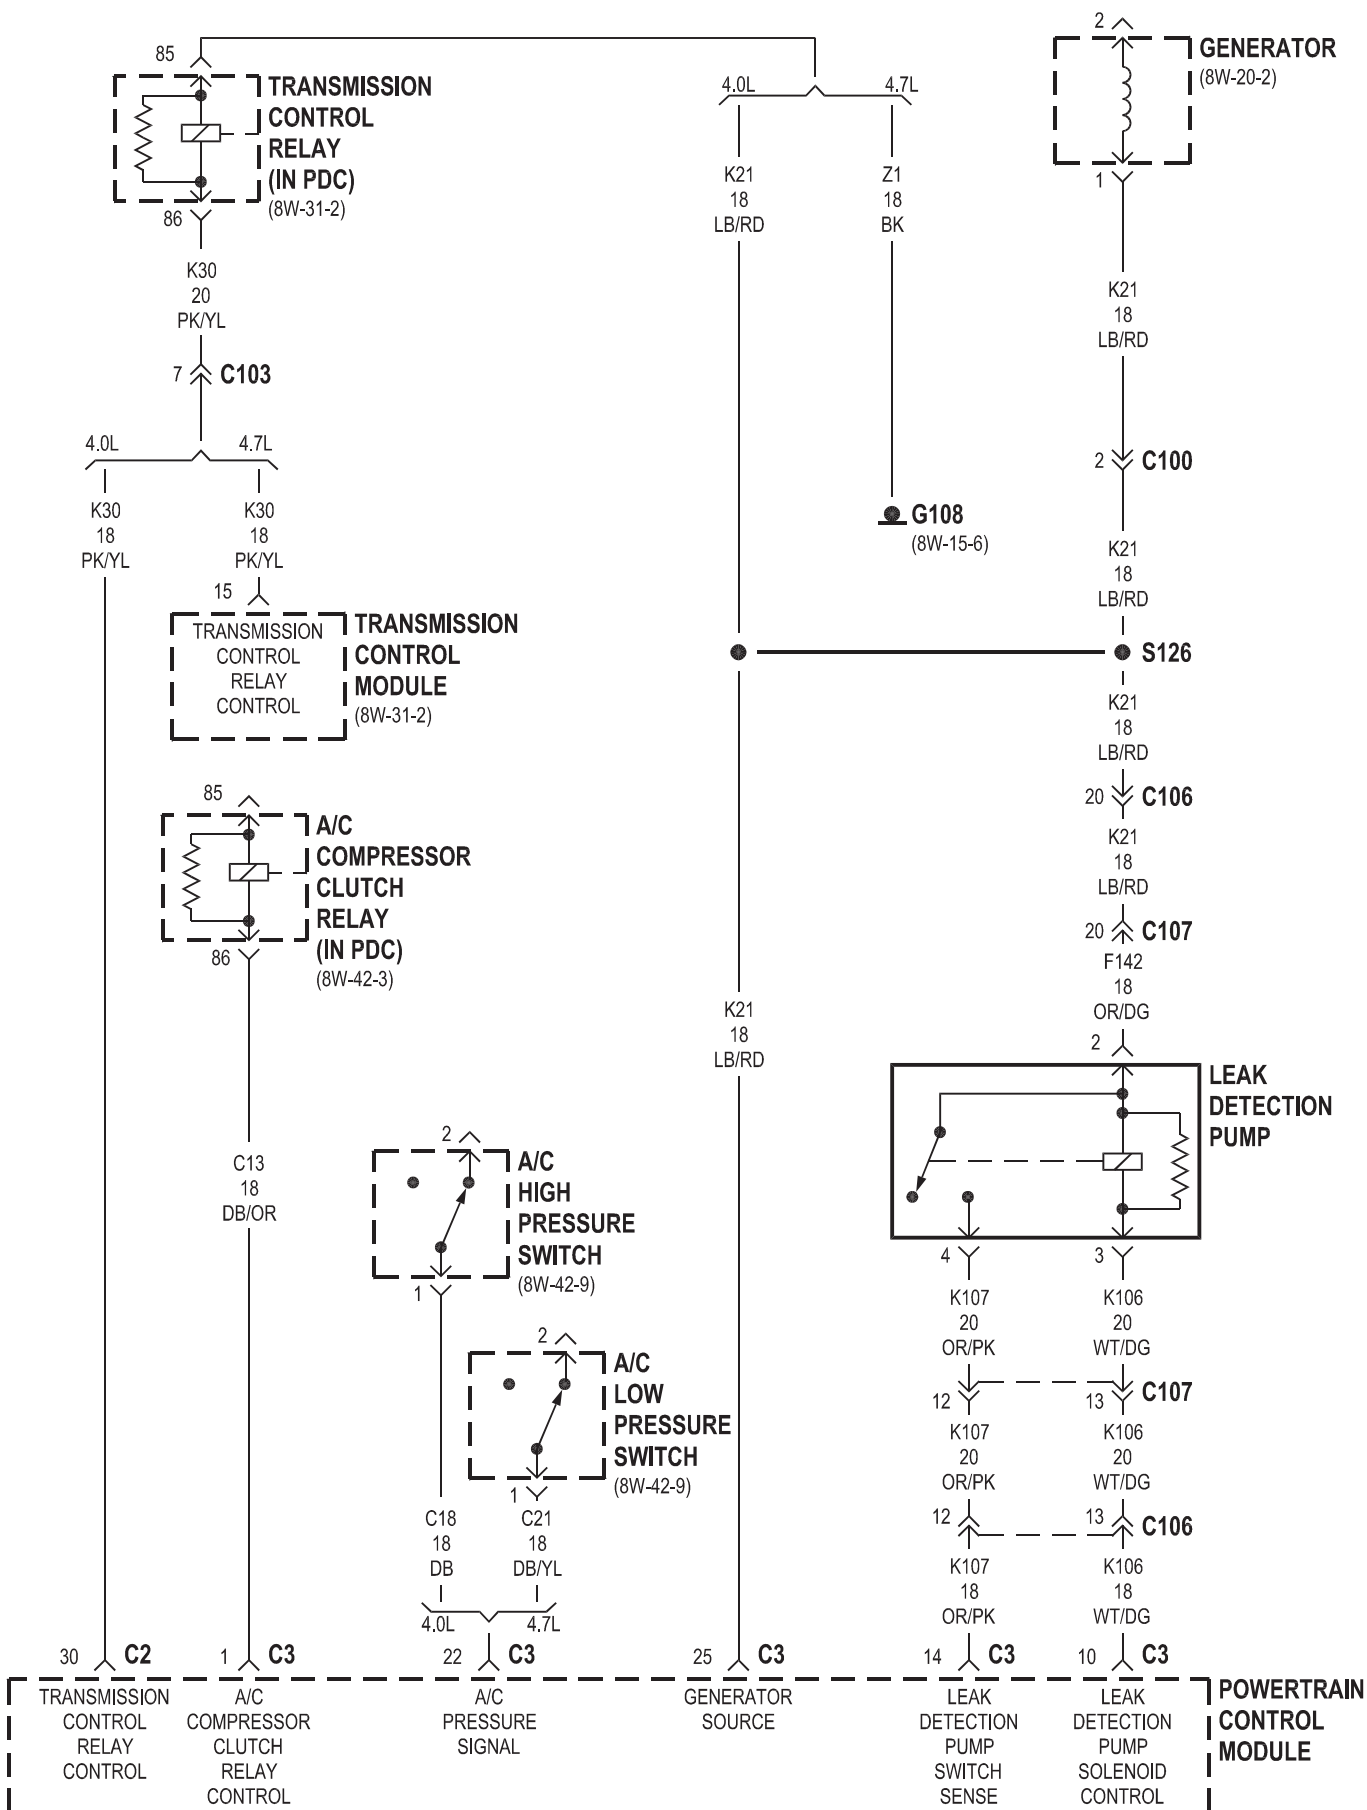 85
TRANSMISSION
CONTROL
RELAY
(IN PDC)
(8W-31-2)
86
K30
20
PK/YL
7
C103
4.0L
4.7L
K30
18
PK/YL
K30
18
PK/YL
15
TRANSMISSION
CONTROL
RELAY
CONTROL
TRANSMISSION
CONTROL
MODULE
(8W-31-2)
4.0L
4.7L
K21
18
LB/RD
Z1
18
BK
G108
(8W-15-6)
2
GENERATOR
(8W-20-2)
1
K21
18
LB/RD
2
C100
K21
18
LB/RD
S126
K21
18
LB/RD
20
C106
K21
18
LB/RD
20
C107
F142
18
OR/DG
2
LEAK
DETECTION
PUMP
85
A/C
COMPRESSOR
CLUTCH
RELAY
(IN PDC)
(8W-42-3)
86
C13
18
DB/OR
K21
18
LB/RD
2
A/C
HIGH
PRESSURE
SWITCH
(8W-42-9)
1
2
A/C
LOW
PRESSURE
SWITCH
(8W-42-9)
1
C18
18
DB
C21
18
DB/YL
4.0L
4.7L
4
3
K107
20
OR/PK
K106
20
WT/DG
12
13
C107
K107
20
OR/PK
K106
20
WT/DG
12
13
C106
K107
18
OR/PK
K106
18
WT/DG
30
C2
1
C3
22
C3
25
C3
14
C3
10
C3
TRANSMISSION
CONTROL
RELAY
CONTROL
A/C
COMPRESSOR
CLUTCH
RELAY
CONTROL
A/C
PRESSURE
SIGNAL
GENERATOR
SOURCE
LEAK
DETECTION
PUMP
SWITCH
SENSE
LEAK
DETECTION
PUMP
SOLENOID
CONTROL
POWERTRAIN
CONTROL
MODULE